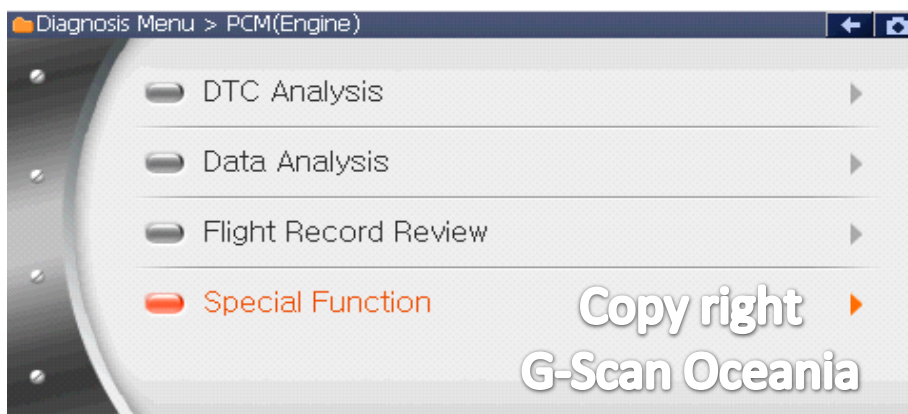 Diagnosis Menu > PCM(Engine)
DTC Analysis
Data Analysis
Flight Record Review
Special Function
Copy right
G-Scan Oceania